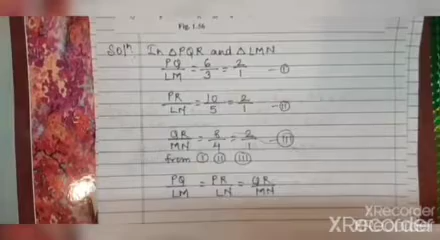 Fig. 1.56
Solⁿ. In △PQR and △LMN
PQ/LM = 6/3 = 2/1 — Ⓘ
PR/LN = 10/5 = 2/1 — Ⓘⓘ
QR/MN = 8/4 = 2/1 — (III)
from (I) (II) (III)
PQ/LM = PR/LN = QR/MN
XRecorder
XRecorder